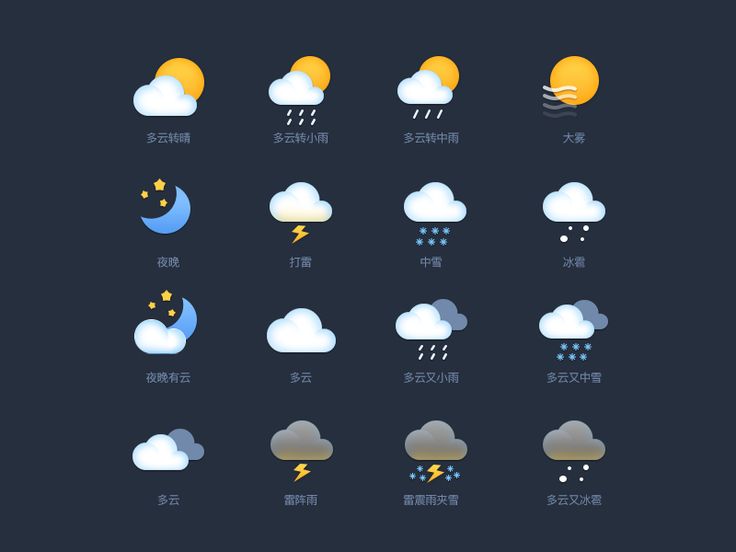 多云转晴
多云转小雨
多云转中雨
大雾
夜晚
打雷
中雪
冰雹
夜晚有云
多云
多云又小雨
多云又中雪
多云
雷阵雨
雷震雨夹雪
多云又冰雹